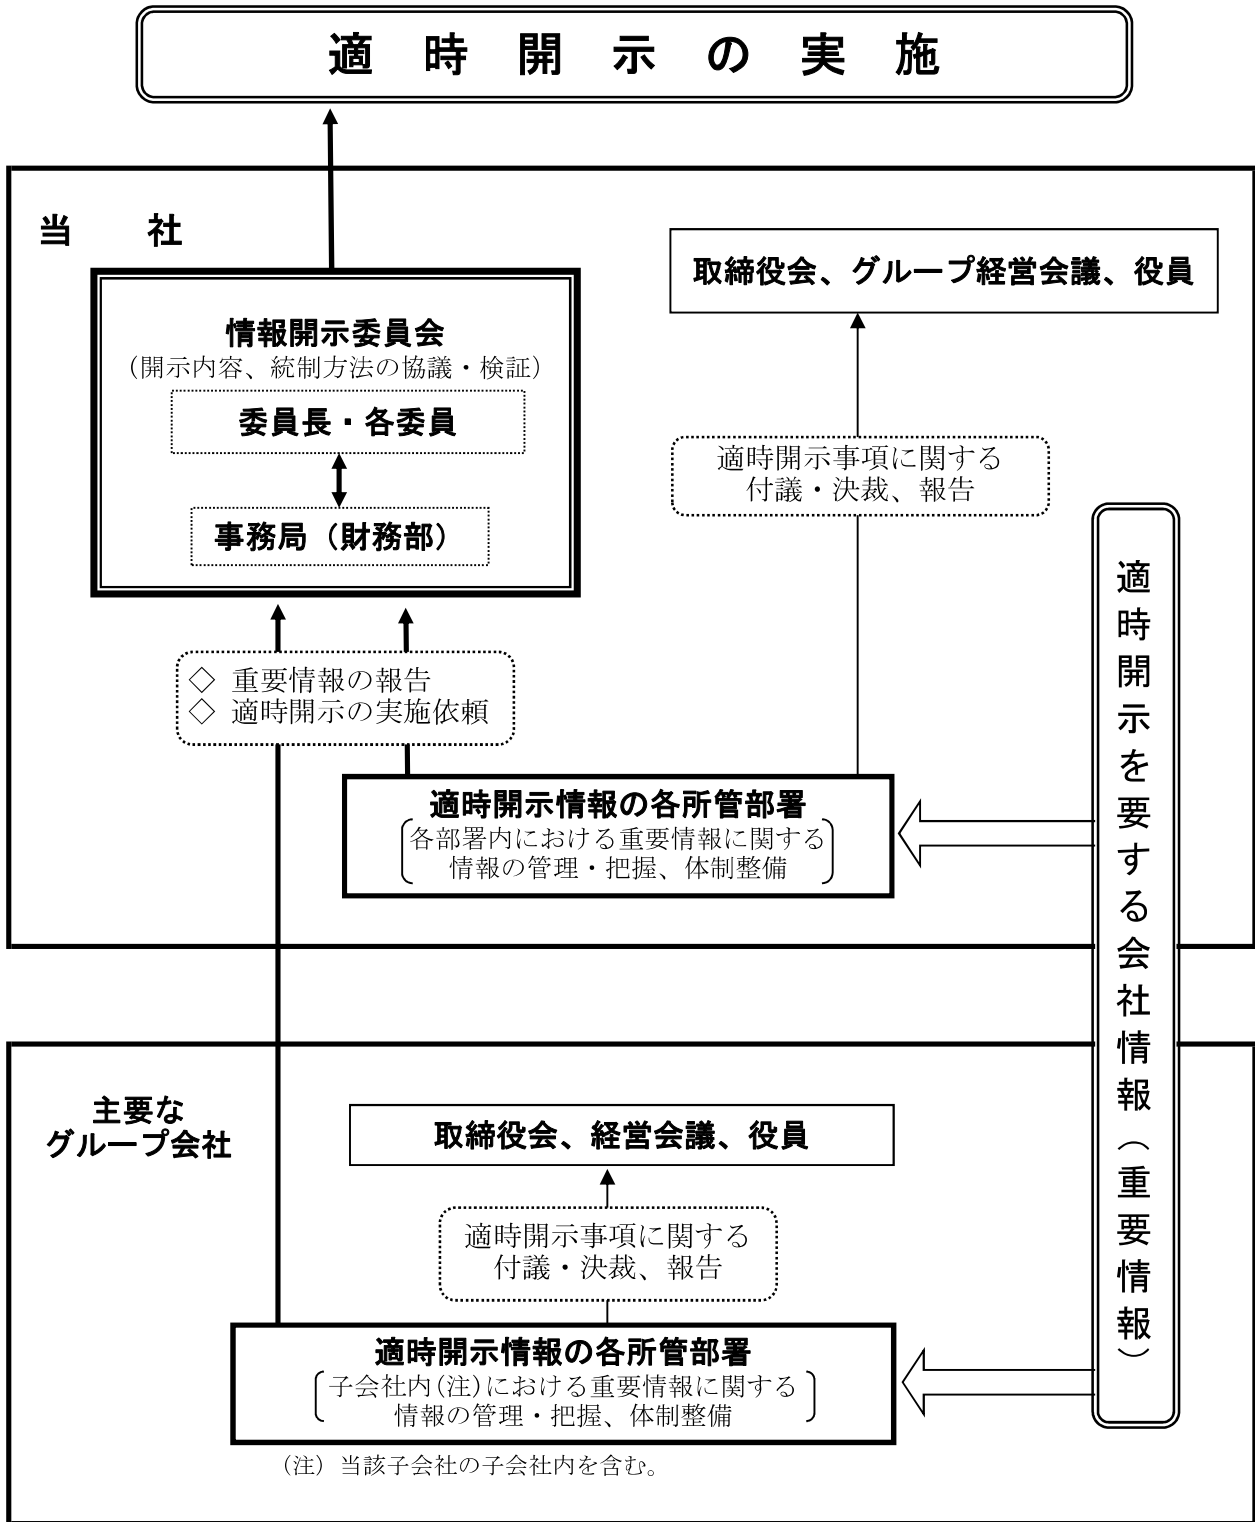 適時開示の実施
当　社
取締役会、グループ経営会議、役員
情報開示委員会
（開示内容、統制方法の協議・検証）
委員長・各委員
事務局（財務部）
適時開示事項に関する
付議・決裁、報告
◇ 重要情報の報告
◇ 適時開示の実施依頼
適時開示情報の各所管部署
各部署内における重要情報に関する
情報の管理・把握、体制整備
適時開示を要する会社情報（重要情報）
主要な
グループ会社
取締役会、経営会議、役員
適時開示事項に関する
付議・決裁、報告
適時開示情報の各所管部署
子会社内(注)における重要情報に関する
情報の管理・把握、体制整備
（注）当該子会社の子会社内を含む。